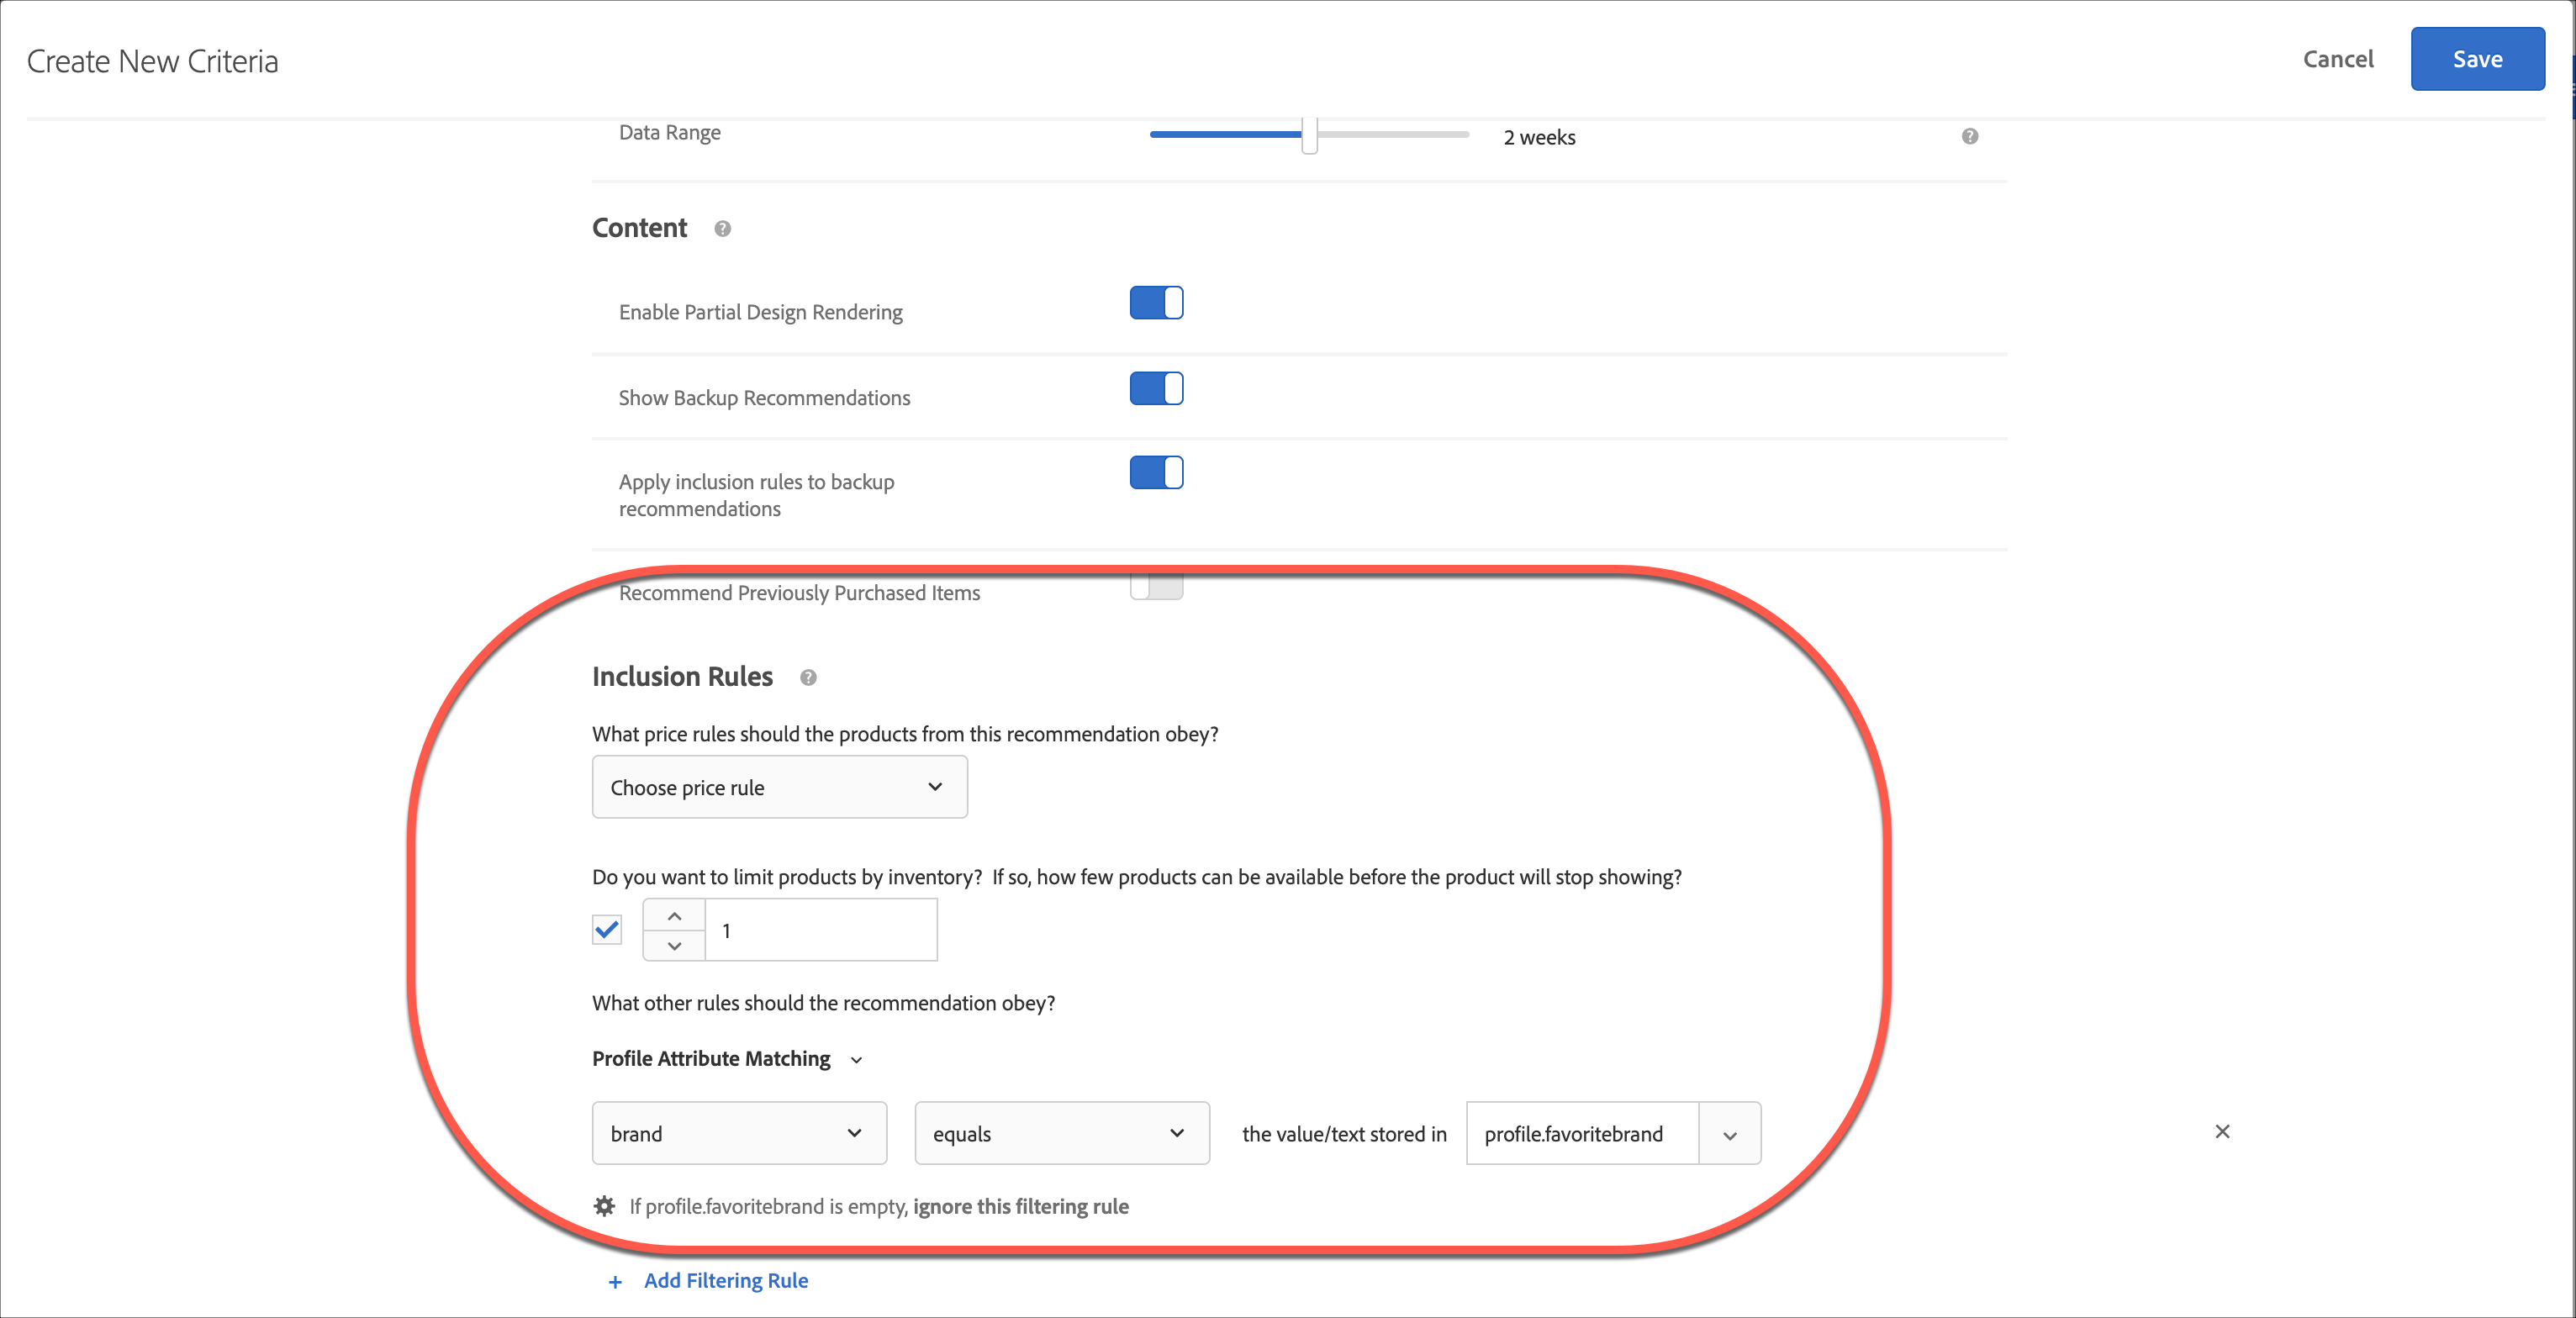 Create New Criteria
Cancel
Save
Data Range
2 weeks
Content
Enable Partial Design Rendering
Show Backup Recommendations
Apply inclusion rules to backup
recommendations
Recommend Previously Purchased Items
Inclusion Rules
What price rules should the products from this recommendation obey?
Choose price rule
Do you want to limit products by inventory?  If so, how few products can be available before the product will stop showing?
1
What other rules should the recommendation obey?
Profile Attribute Matching
brand
equals
the value/text stored in
profile.favoritebrand
If profile.favoritebrand is empty, ignore this filtering rule
+ Add Filtering Rule